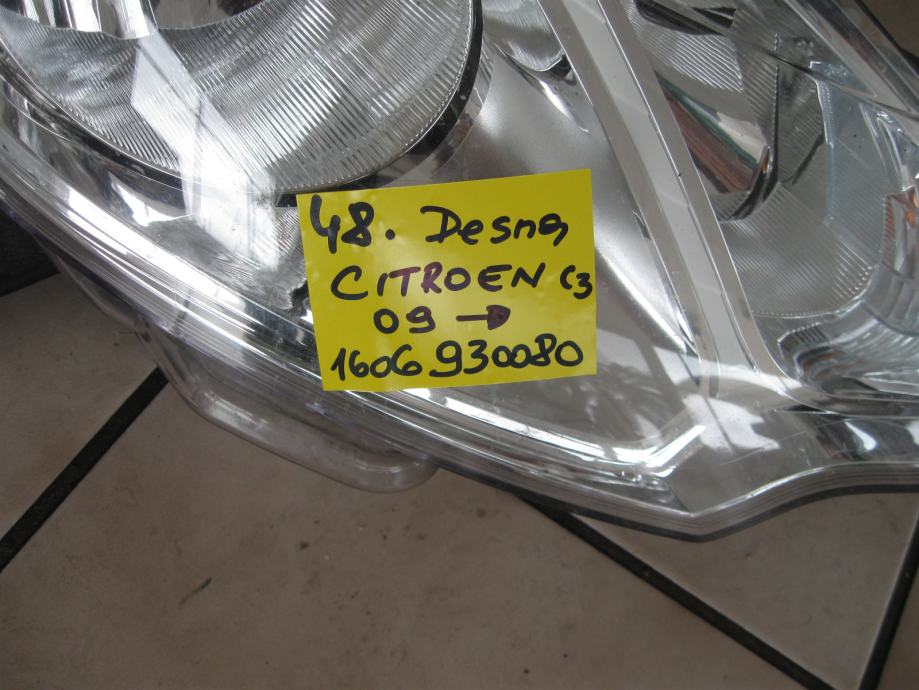 48. Desna
CITROEN C3
09 →
1606930080